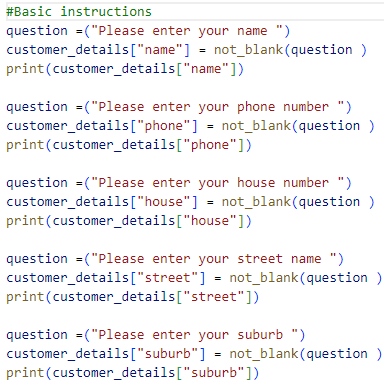 #Basic instructions
question =("Please enter your name ")
customer_details["name"] = not_blank(question )
print(customer_details["name"])
question =("Please enter your phone number ")
customer_details["phone"] = not_blank(question )
print(customer_details["phone"])
question =("Please enter your house number ")
customer_details["house"] = not_blank(question )
print(customer_details["house"])
question =("Please enter your street name ")
customer_details["street"] = not_blank(question )
print(customer_details["street"])
question =("Please enter your suburb ")
customer_details["suburb"] = not_blank(question )
print(customer_details["suburb"])